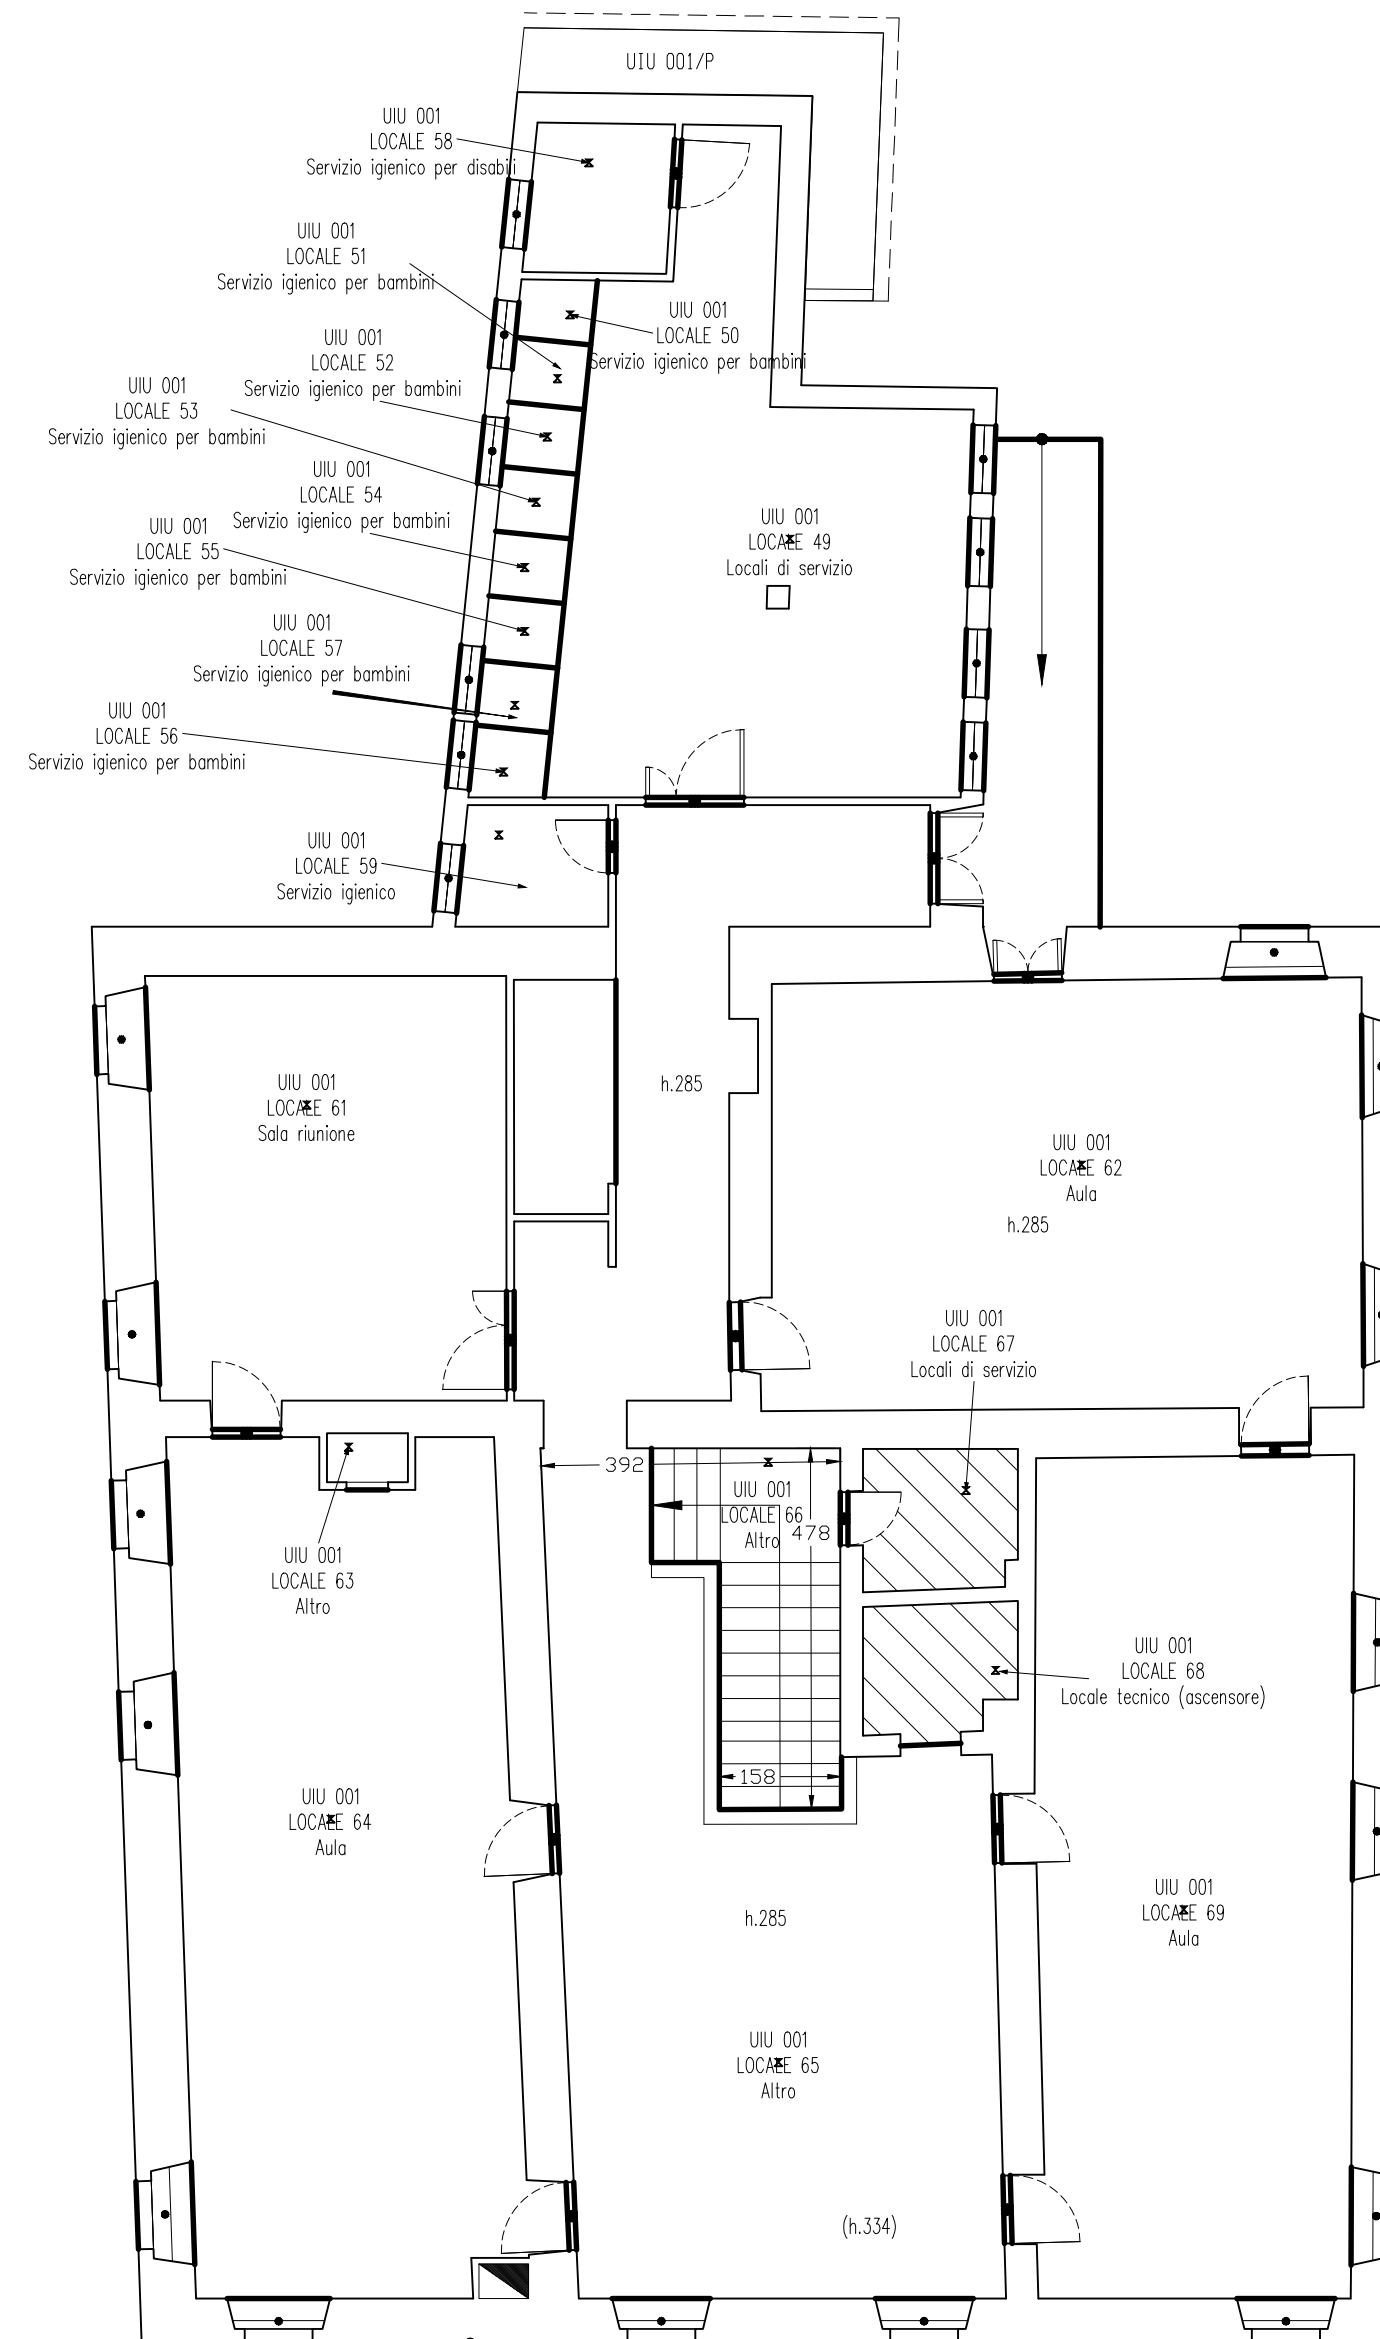 UIU 001/P
UIU 001
LOCALE 58
Servizio igienico per disabili
UIU 001
LOCALE 51
Servizio igienico per bambini
UIU 001
LOCALE 50
Servizio igienico per bambini
UIU 001
LOCALE 52
Servizio igienico per bambini
UIU 001
LOCALE 53
Servizio igienico per bambini
UIU 001
LOCALE 54
Servizio igienico per bambini
UIU 001
LOCALE 49
Locali di servizio
UIU 001
LOCALE 55
Servizio igienico per bambini
UIU 001
LOCALE 57
Servizio igienico per bambini
UIU 001
LOCALE 56
Servizio igienico per bambini
UIU 001
LOCALE 59
Servizio igienico
UIU 001
LOCALE 61
Sala riunione
h.285
UIU 001
LOCALE 62
Aula
h.285
UIU 001
LOCALE 67
Locali di servizio
392
UIU 001
LOCALE 66
Altro
478
UIU 001
LOCALE 63
Altro
UIU 001
LOCALE 68
Locale tecnico (ascensore)
158
UIU 001
LOCALE 64
Aula
UIU 001
LOCALE 69
Aula
h.285
UIU 001
LOCALE 65
Altro
(h.334)